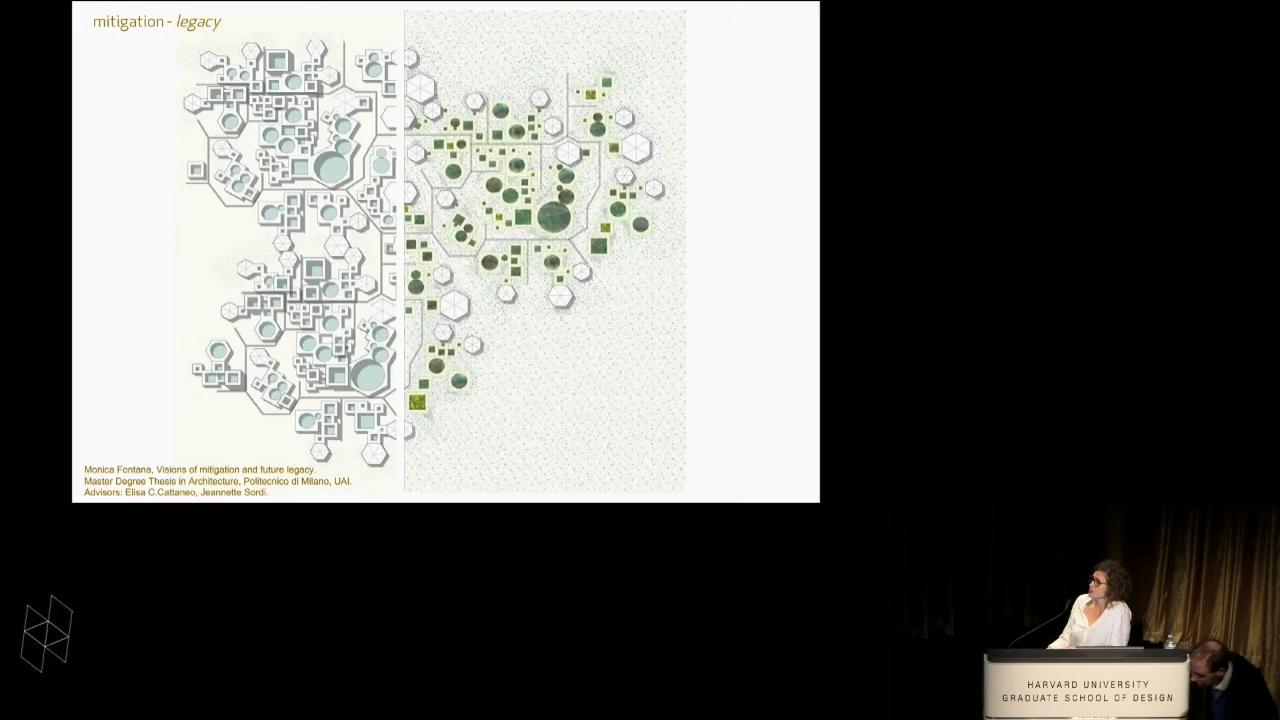 mitigation - legacy
Monica Fontana, Visions of mitigation and future legacy.
Master Degree Thesis in Architecture, Politecnico di Milano, UAI.
Advisors: Elisa C.Cattaneo, Jeannette Sordi.
HARVARD UNIVERSITY
GRADUATE SCHOOL OF DESIGN